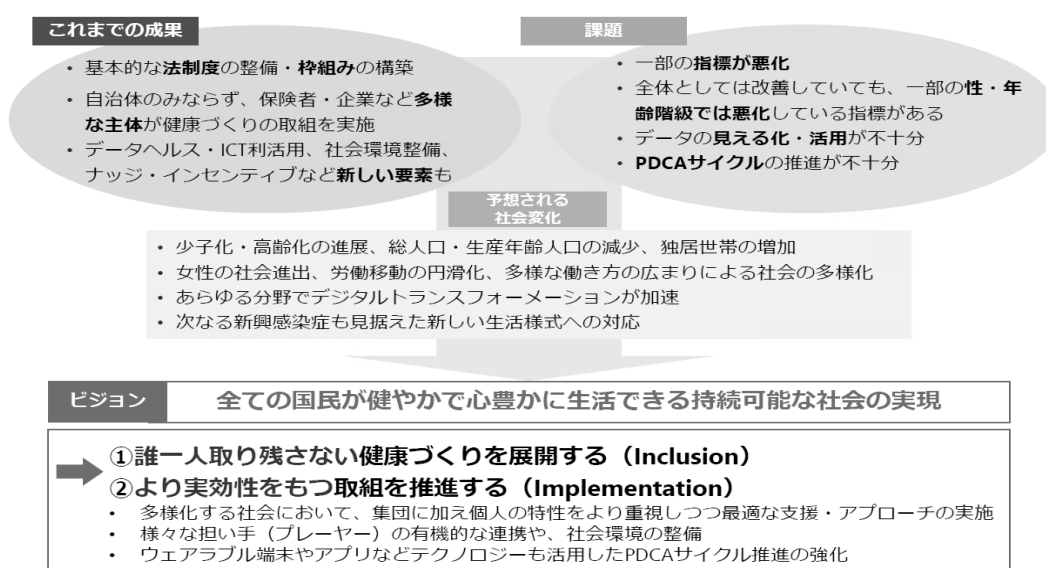 これまでの成果
・ 基本的な法制度の整備・枠組みの構築
・ 自治体のみならず、保険者・企業など多様
な主体が健康づくりの取組を実施
・ データヘルス・ICT利活用、社会環境整備、
ナッジ・インセンティブなど新しい要素も
課題
・ 一部の指標が悪化
・ 全体としては改善していても、一部の性・年
齢階級では悪化している指標がある
・ データの見える化・活用が不十分
・ PDCAサイクルの推進が不十分
予想される
社会変化
・ 少子化・高齢化の進展、総人口・生産年齢人口の減少、独居世帯の増加
・ 女性の社会進出、労働移動の円滑化、多様な働き方の広まりによる社会の多様化
・ あらゆる分野でデジタルトランスフォーメーションが加速
・ 次なる新興感染症も見据えた新しい生活様式への対応
ビジョン
全ての国民が健やかで心豊かに生活できる持続可能な社会の実現
①誰一人取り残さない健康づくりを展開する（Inclusion）
②より実効性をもつ取組を推進する（Implementation）
・ 多様化する社会において、集団に加え個人の特性をより重視しつつ最適な支援・アプローチの実施
・ 様々な担い手（プレーヤー）の有機的な連携や、社会環境の整備
・ ウェアラブル端末やアプリなどテクノロジーも活用したPDCAサイクル推進の強化